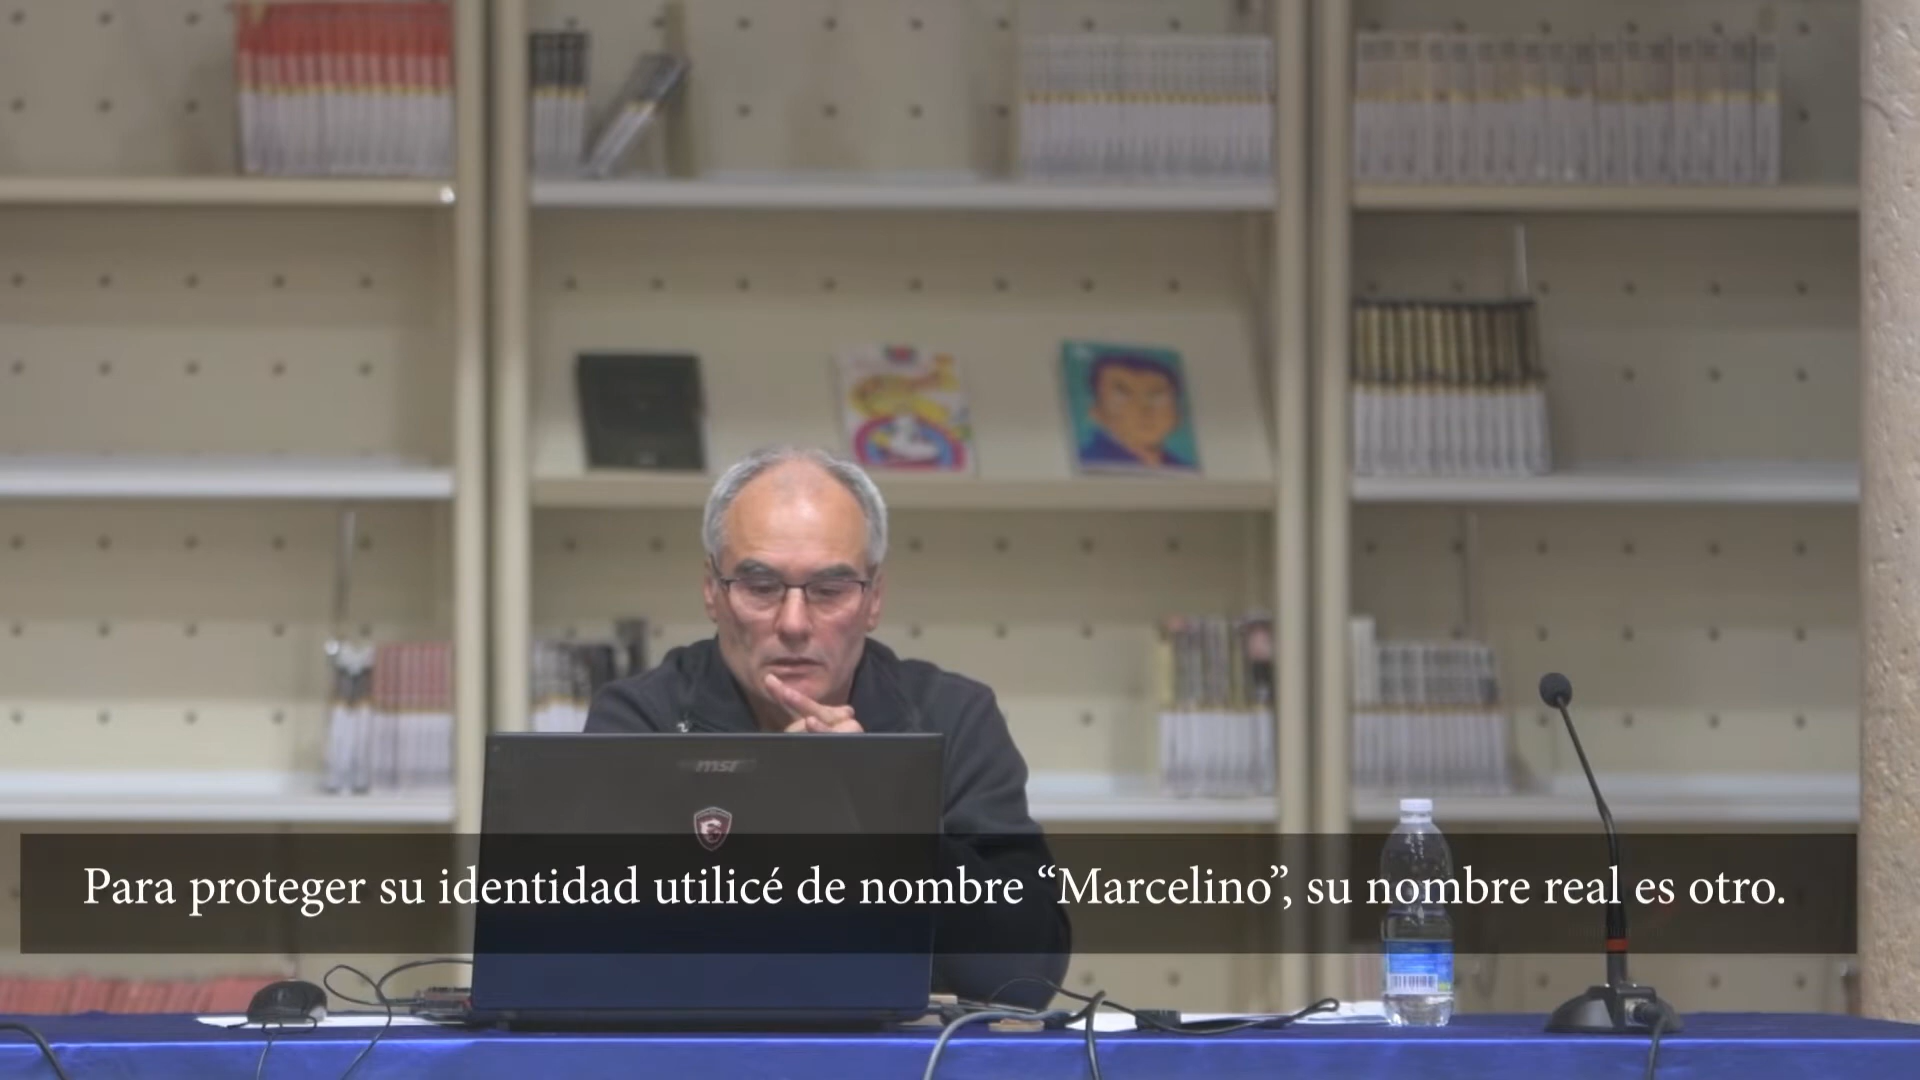 msi
Para proteger su identidad utilicé de nombre “Marcelino”, su nombre real es otro.